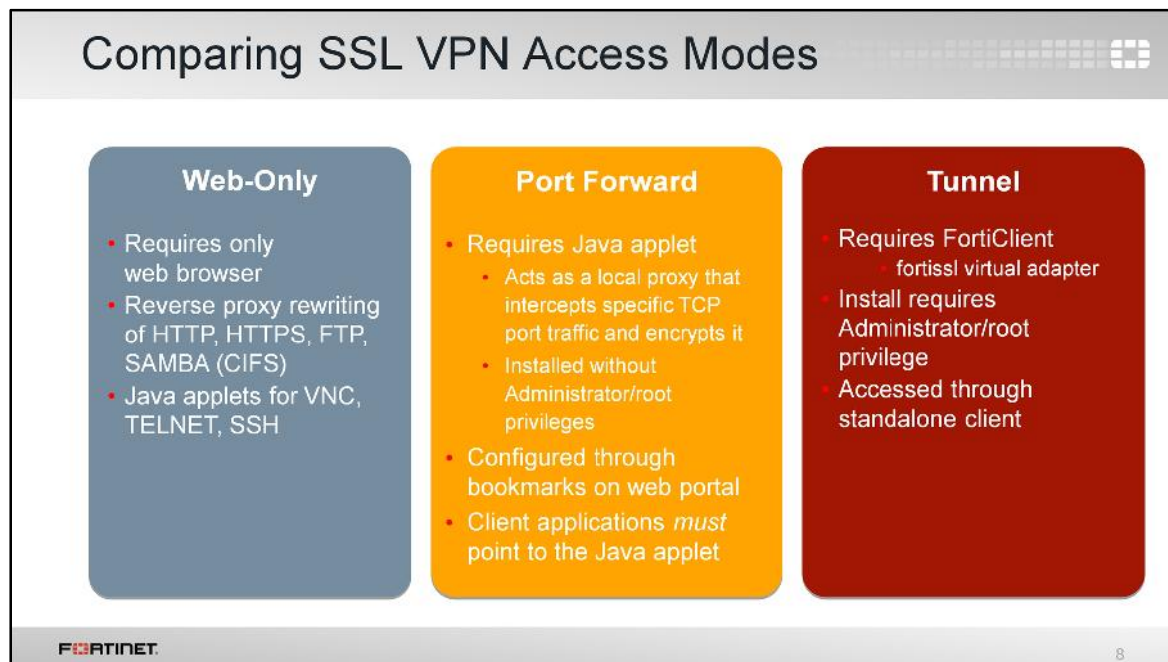 Comparing SSL VPN Access Modes
Web-Only
• Requires only
web browser
• Reverse proxy rewriting
of HTTP, HTTPS, FTP,
SAMBA (CIFS)
• Java applets for VNC,
TELNET, SSH
Port Forward
• Requires Java applet
• Acts as a local proxy that
intercepts specific TCP
port traffic and encrypts it
• Installed without
Administrator/root
privileges
• Configured through
bookmarks on web portal
• Client applications must
point to the Java applet
Tunnel
• Requires FortiClient
• fortissl virtual adapter
• Install requires
Administrator/root
privilege
• Accessed through
standalone client
FORTINET.
8